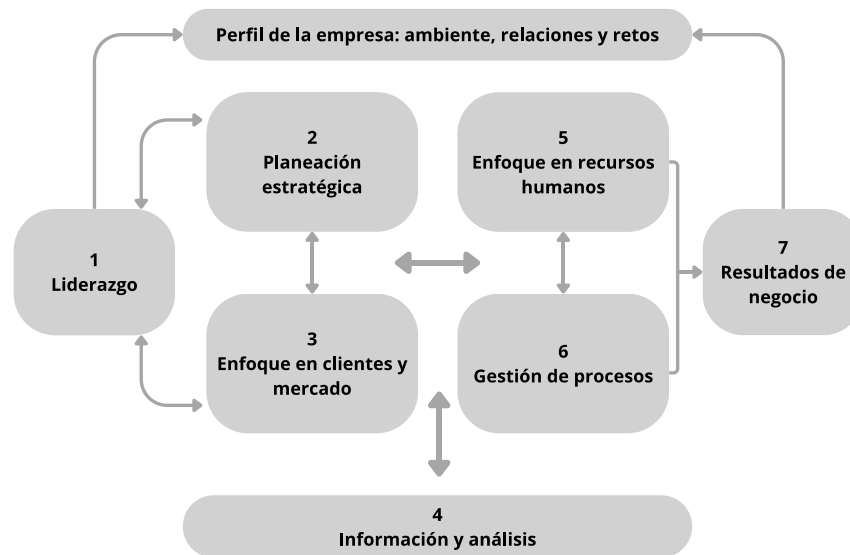 Perfil de la empresa: ambiente, relaciones y retos
2
Planeación
estratégica
5
Enfoque en recursos
humanos
1
Liderazgo
7
Resultados de
negocio
3
Enfoque en clientes y
mercado
6
Gestión de procesos
4
Información y análisis